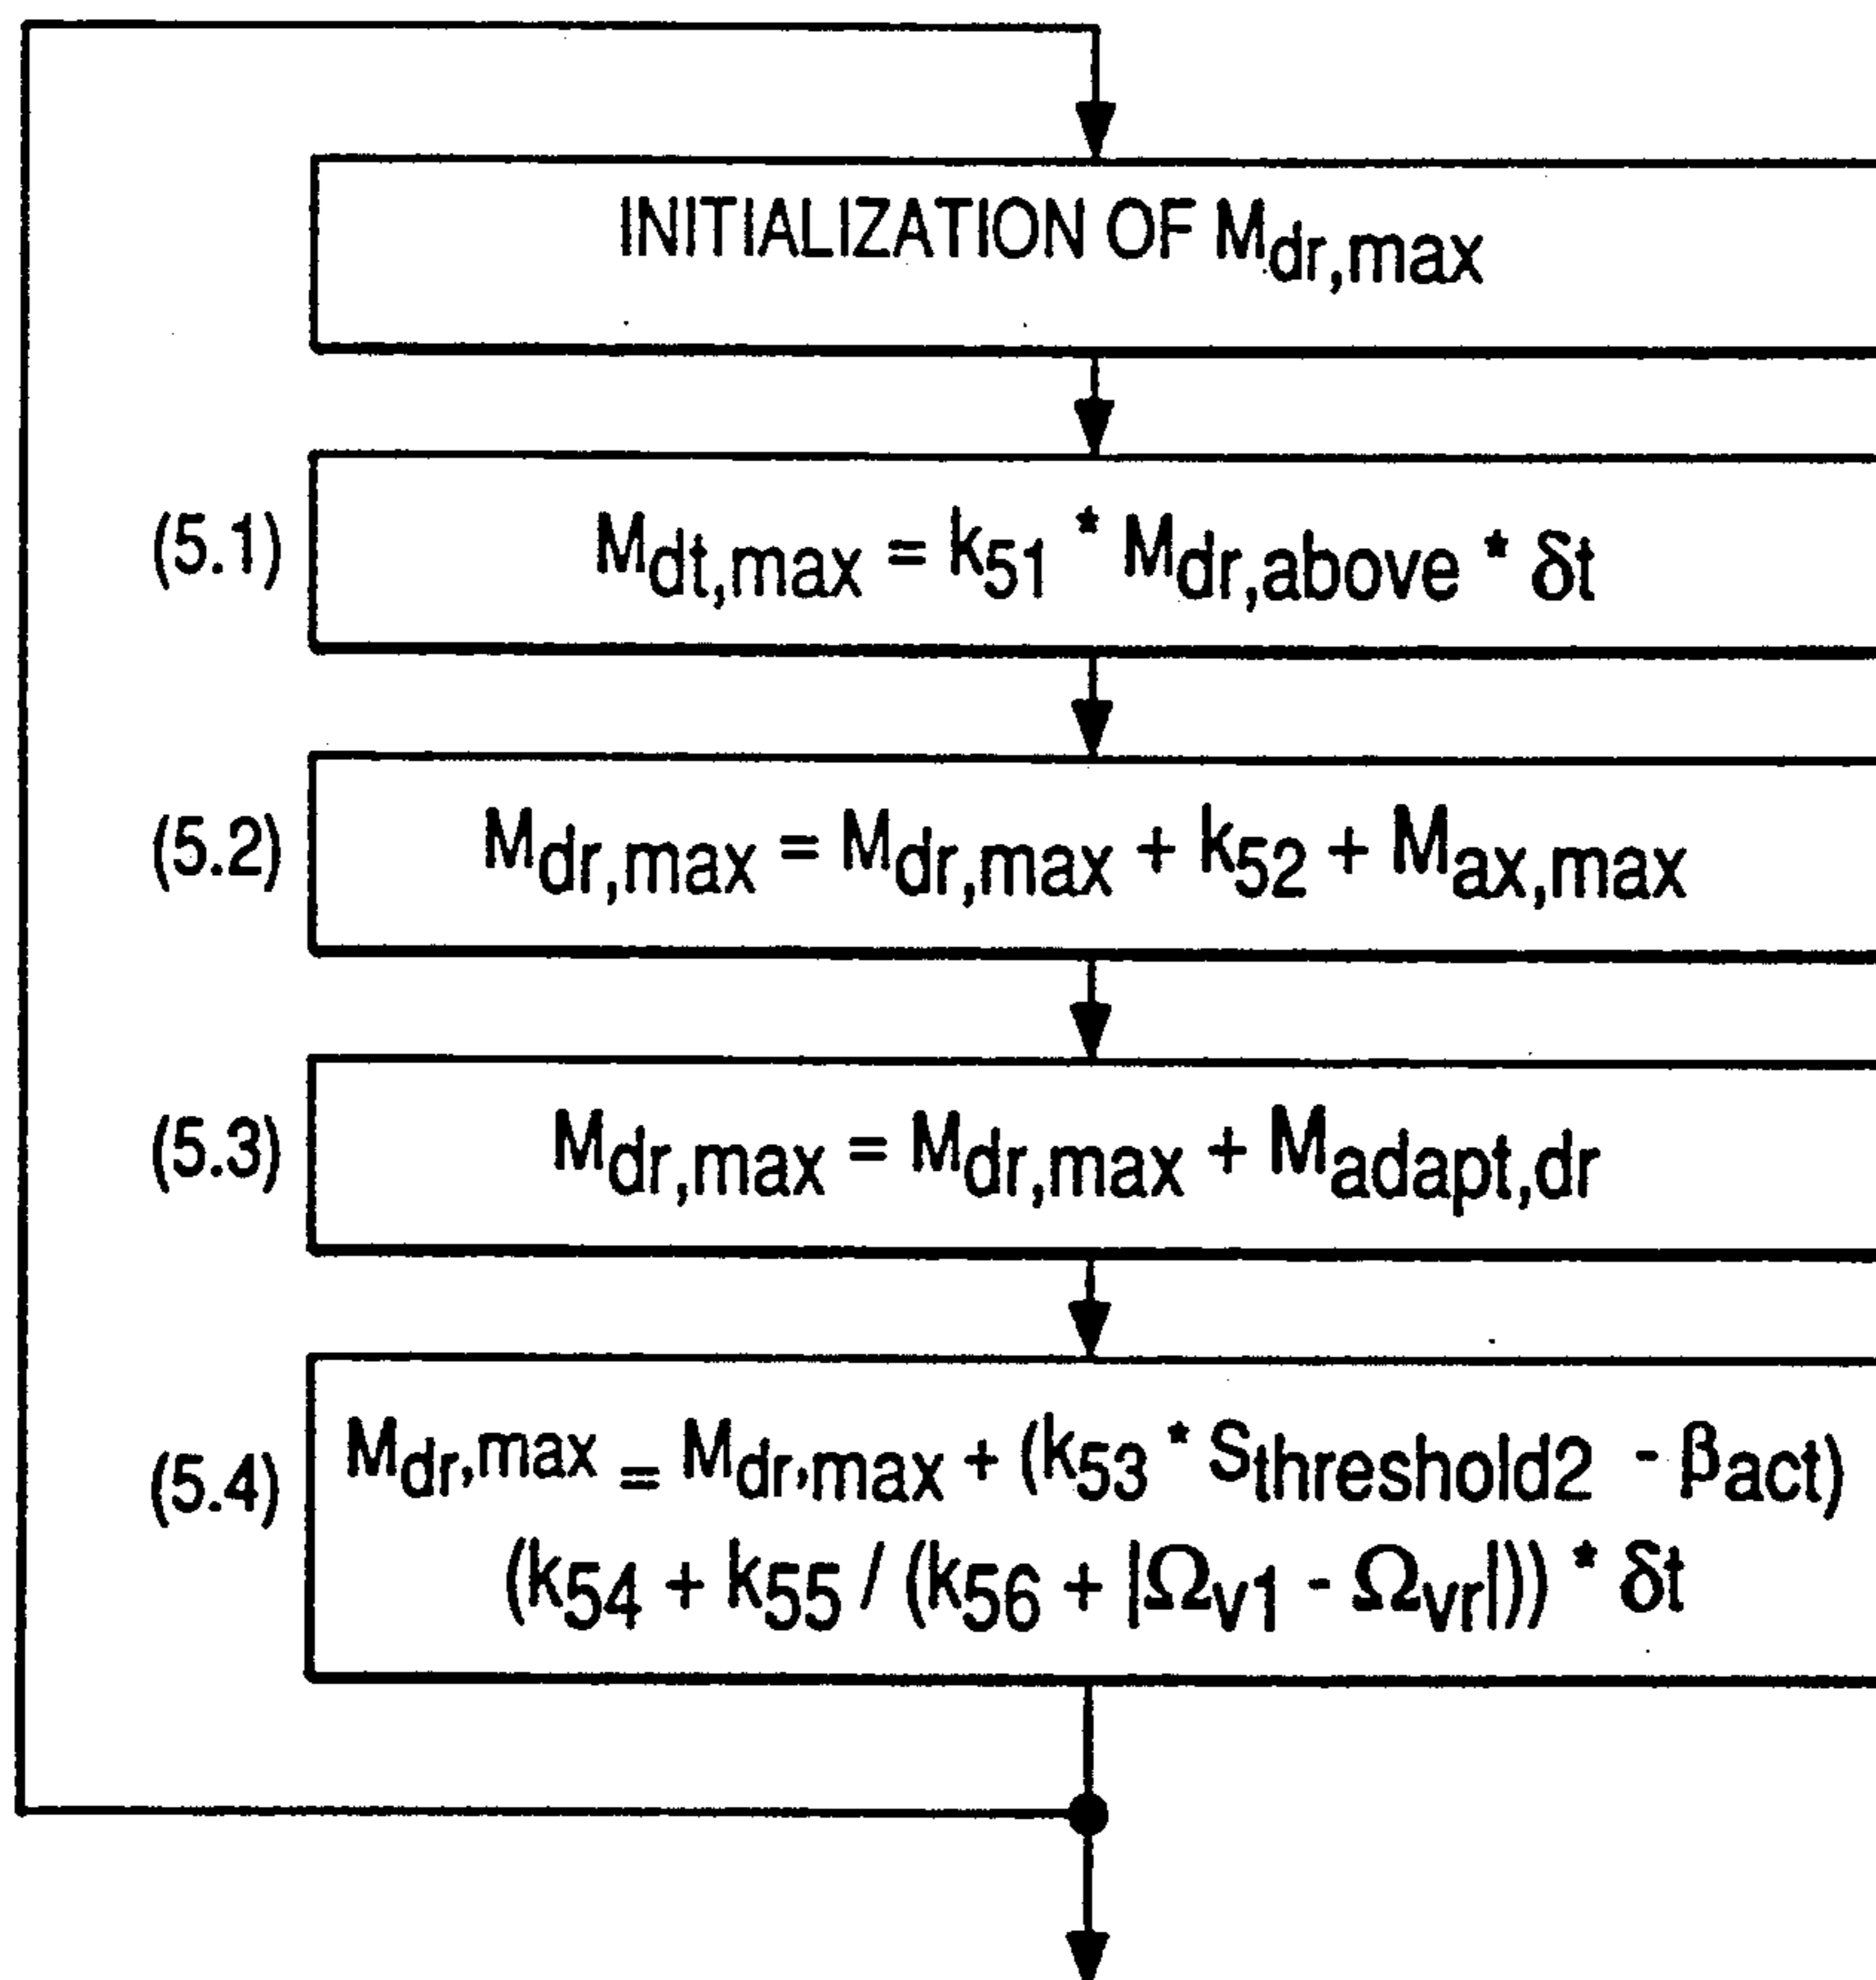 INITIALIZATION OF Mdr,max
(5.1) Mdt,max = k51 * Mdr,above * δt
(5.2) Mdr,max = Mdr,max + k52 + Max,max
(5.3) Mdr,max = Mdr,max + Madapt,dr
(5.4) Mdr,max = Mdr,max + (k53 * Sthreshold2 - βact)
(k54 + k55 / (k56 + |Ωv1 - Ωvr|)) * δt